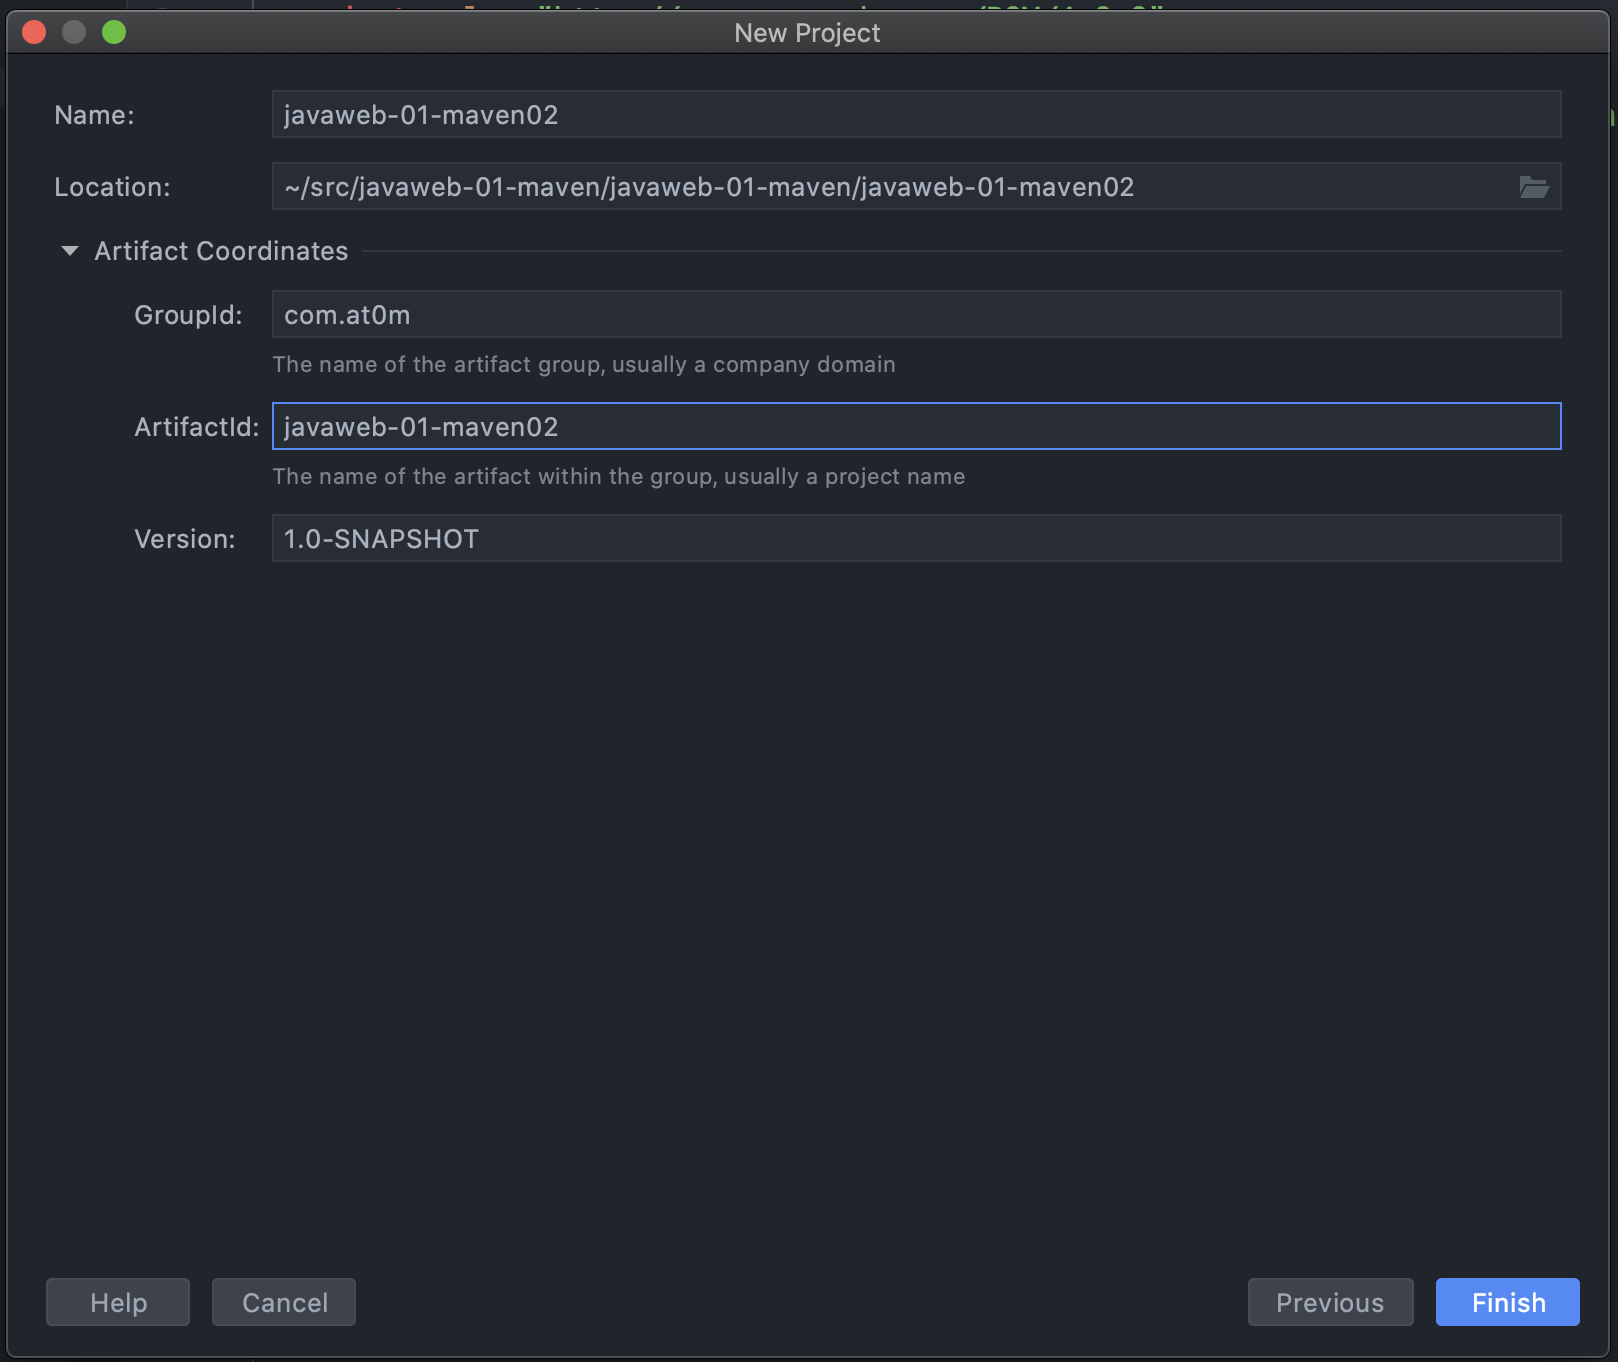 New Project
Name: javaweb-01-maven02
Location: ~/src/javaweb-01-maven/javaweb-01-maven/javaweb-01-maven02
Artifact Coordinates
GroupId: com.at0m
The name of the artifact group, usually a company domain
ArtifactId: javaweb-01-maven02
The name of the artifact within the group, usually a project name
Version: 1.0-SNAPSHOT
Help Cancel Previous Finish